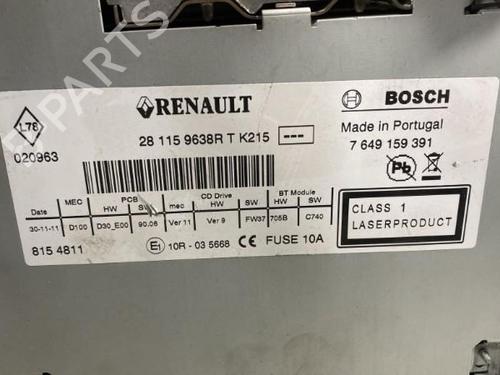 PARTS
L78
020963
RENAULT
28 115 9638R T K215 ---
BOSCH
Made in Portugal
7 649 159 391
Pb
Date MEC PCB HW SW CD Drive mec HW SW BT Module HW S/W
30-11-11 D100 D30_E00 90.06 Ver 11 Ver 9 FW37 705B C740
815 4811
E1 10R - 03 5668 CE FUSE 10A
CLASS 1
LASERPRODUCT